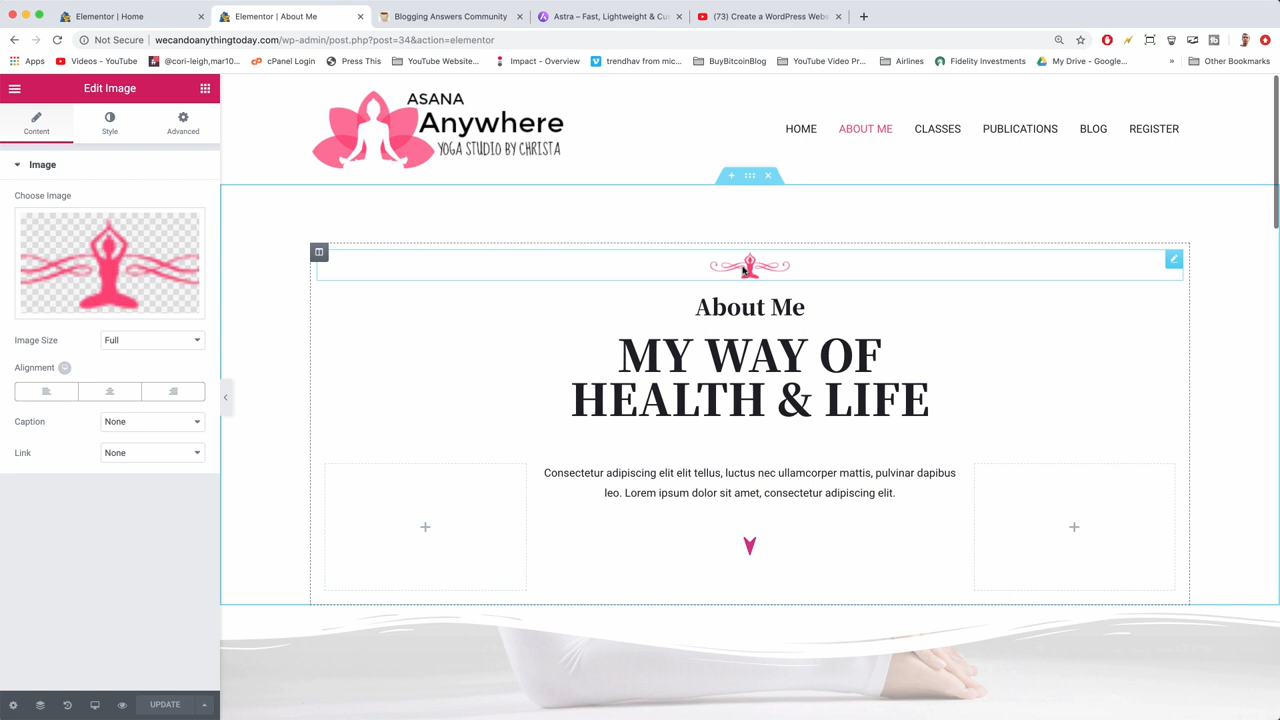 Elementor | Home
Elementor | About Me
Blogging Answers Community
Astra – Fast, Lightweight & Cu
(73) Create a WordPress Webs
Not Secure | wecandoanythingtoday.com/wp-admin/post.php?post=34&action=elementor
Apps Videos - YouTube @cori-leigh,mar10... cPanel Login Press This YouTube Website... Impact - Overview trendhav from mic... BuyBitcoinBlog YouTube Video Pr... Airlines Fidelity Investments My Drive - Google... » Other Bookmarks
Edit Image
Content Style Advanced
Image
Choose Image
Image Size Full
Alignment
Caption None
Link None
UPDATE
ASANA
Anywhere
YOGA STUDIO BY CHRISTA
HOME ABOUT ME CLASSES PUBLICATIONS BLOG REGISTER
About Me
MY WAY OF
HEALTH & LIFE
Consectetur adipiscing elit elit tellus, luctus nec ullamcorper mattis, pulvinar dapibus
leo. Lorem ipsum dolor sit amet, consectetur adipiscing elit.